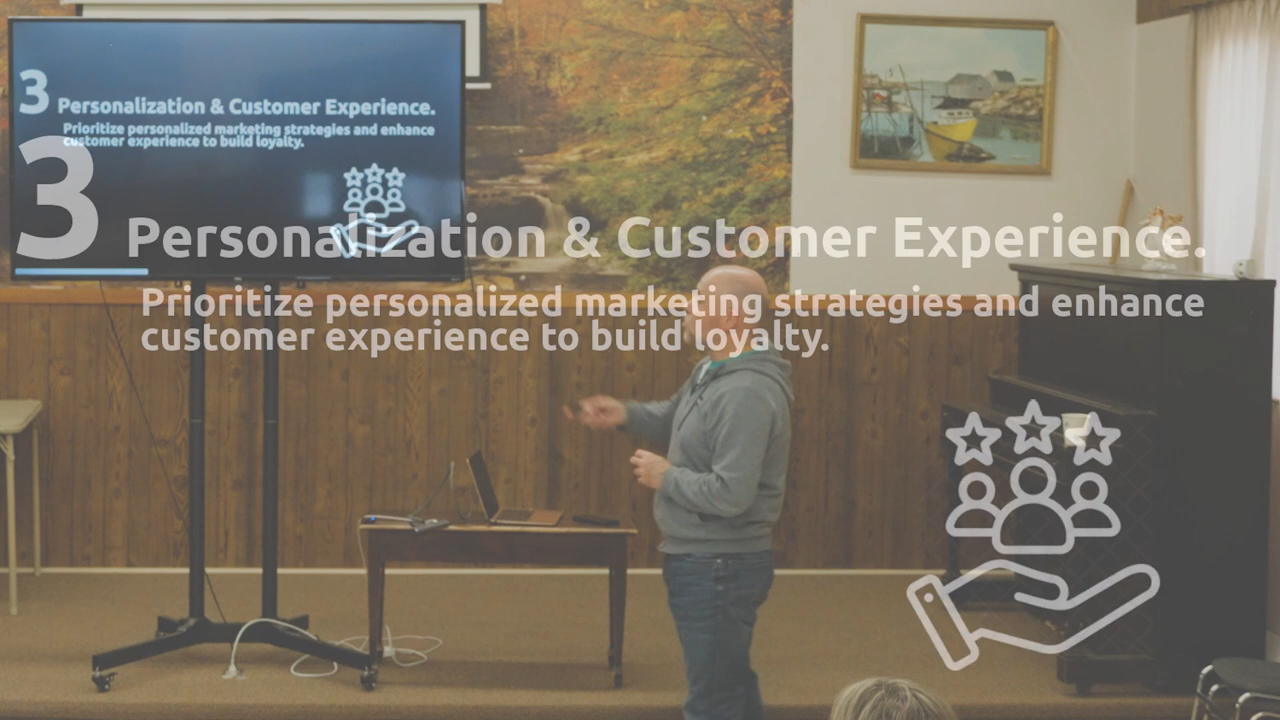 3 Personalization & Customer Experience.
Prioritize personalized marketing strategies and enhance
customer experience to build loyalty.
3 Personalization & Customer Experience.
Prioritize personalized marketing strategies and enhance
customer experience to build loyalty.